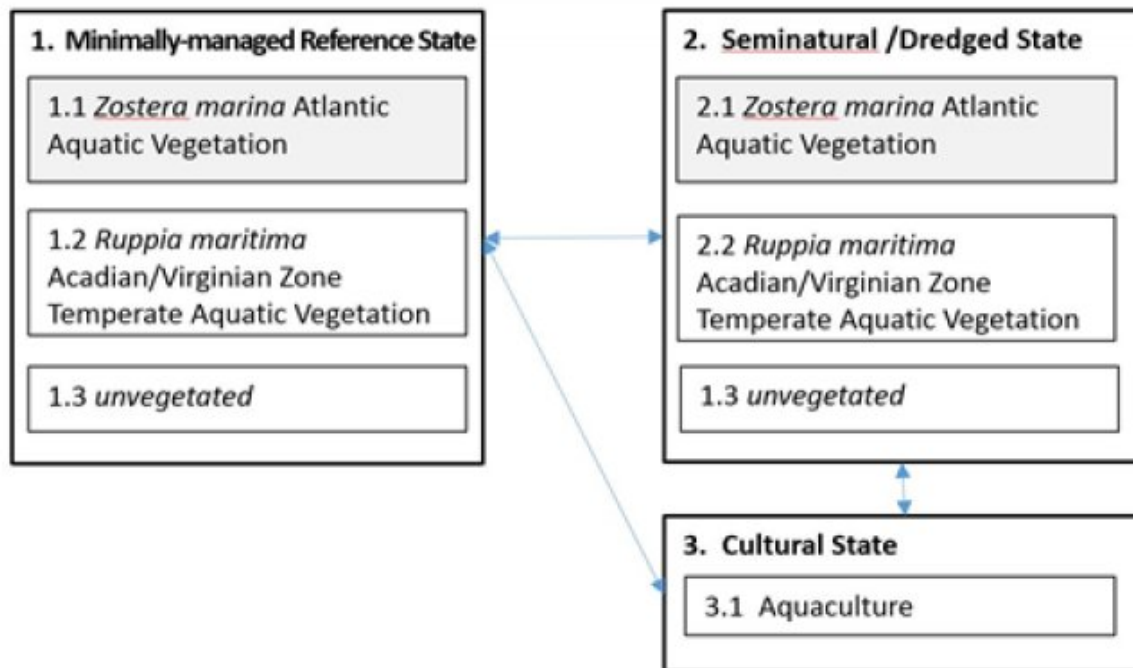 1. Minimally-managed Reference State
1.1 Zostera marina Atlantic
Aquatic Vegetation
1.2 Ruppia maritima
Acadian/Virginian Zone
Temperate Aquatic Vegetation
1.3 unvegetated
2. Seminatural /Dredged State
2.1 Zostera marina Atlantic
Aquatic Vegetation
2.2 Ruppia maritima
Acadian/Virginian Zone
Temperate Aquatic Vegetation
1.3 unvegetated
3. Cultural State
3.1 Aquaculture